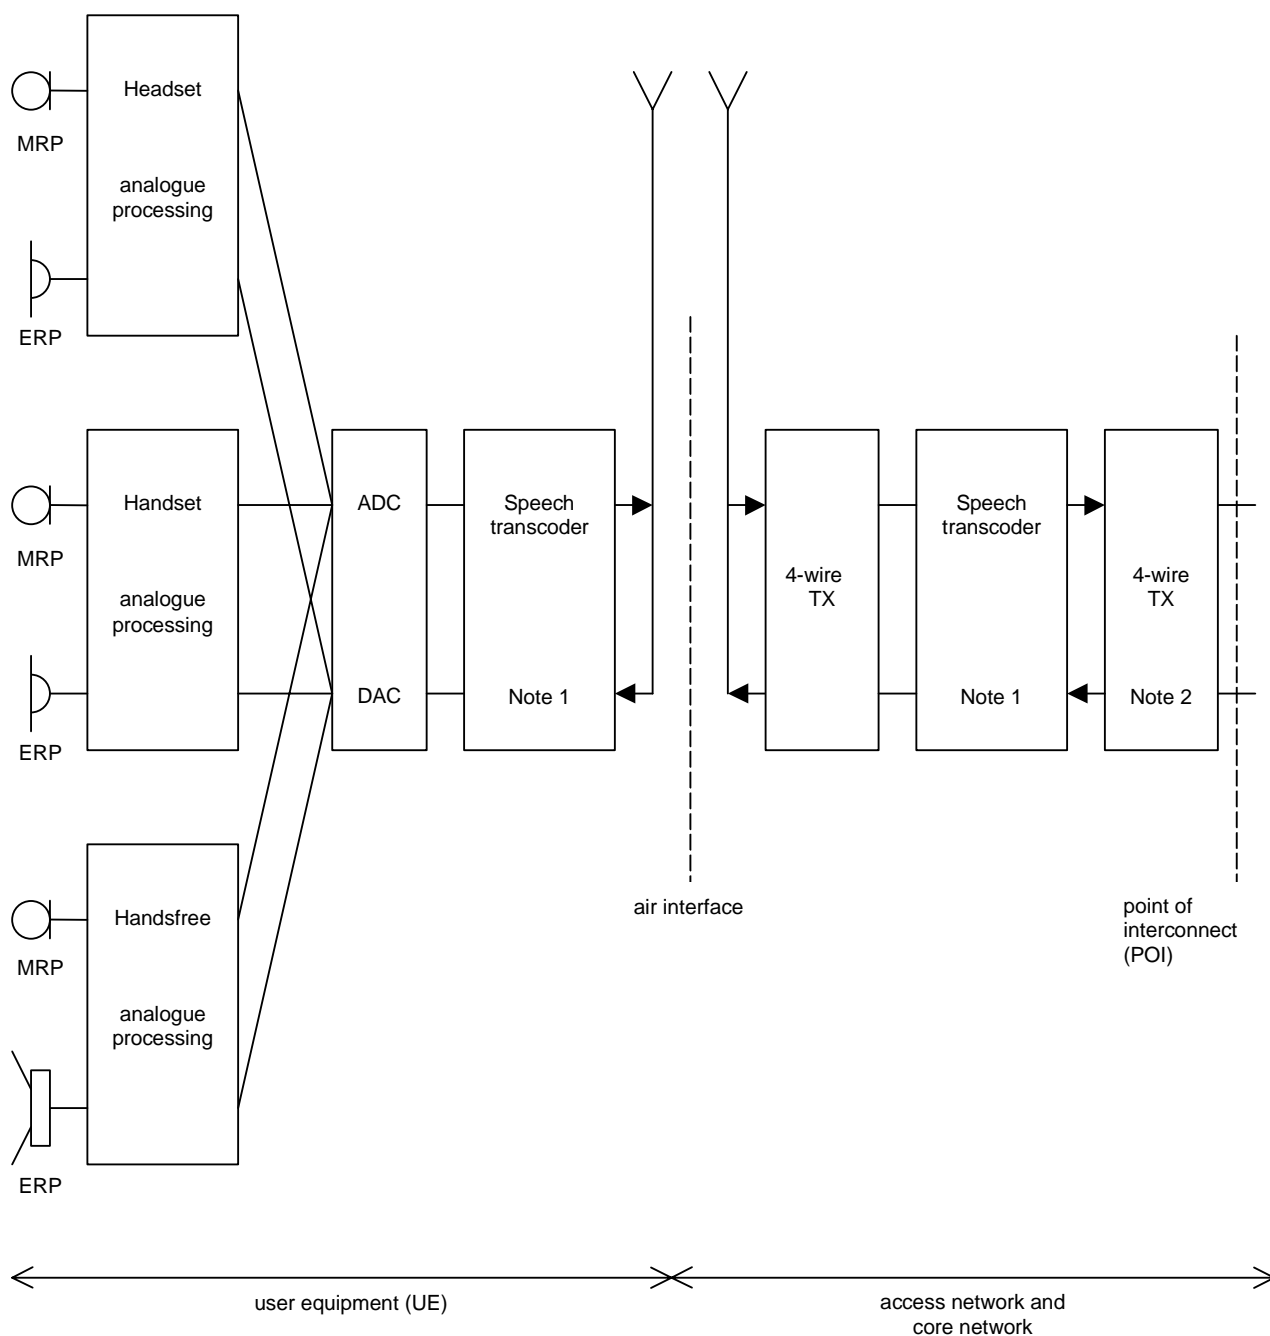 Headset
MRP
analogue
processing
ERP
Handset
MRP
analogue
processing
ERP
Handsfree
MRP
analogue
processing
ERP
ADC
DAC
Speech
transcoder
Note 1
air interface
4-wire
TX
Speech
transcoder
Note 1
4-wire
TX
Note 2
point of
interconnect
(POI)
user equipment (UE)
access network and
core network